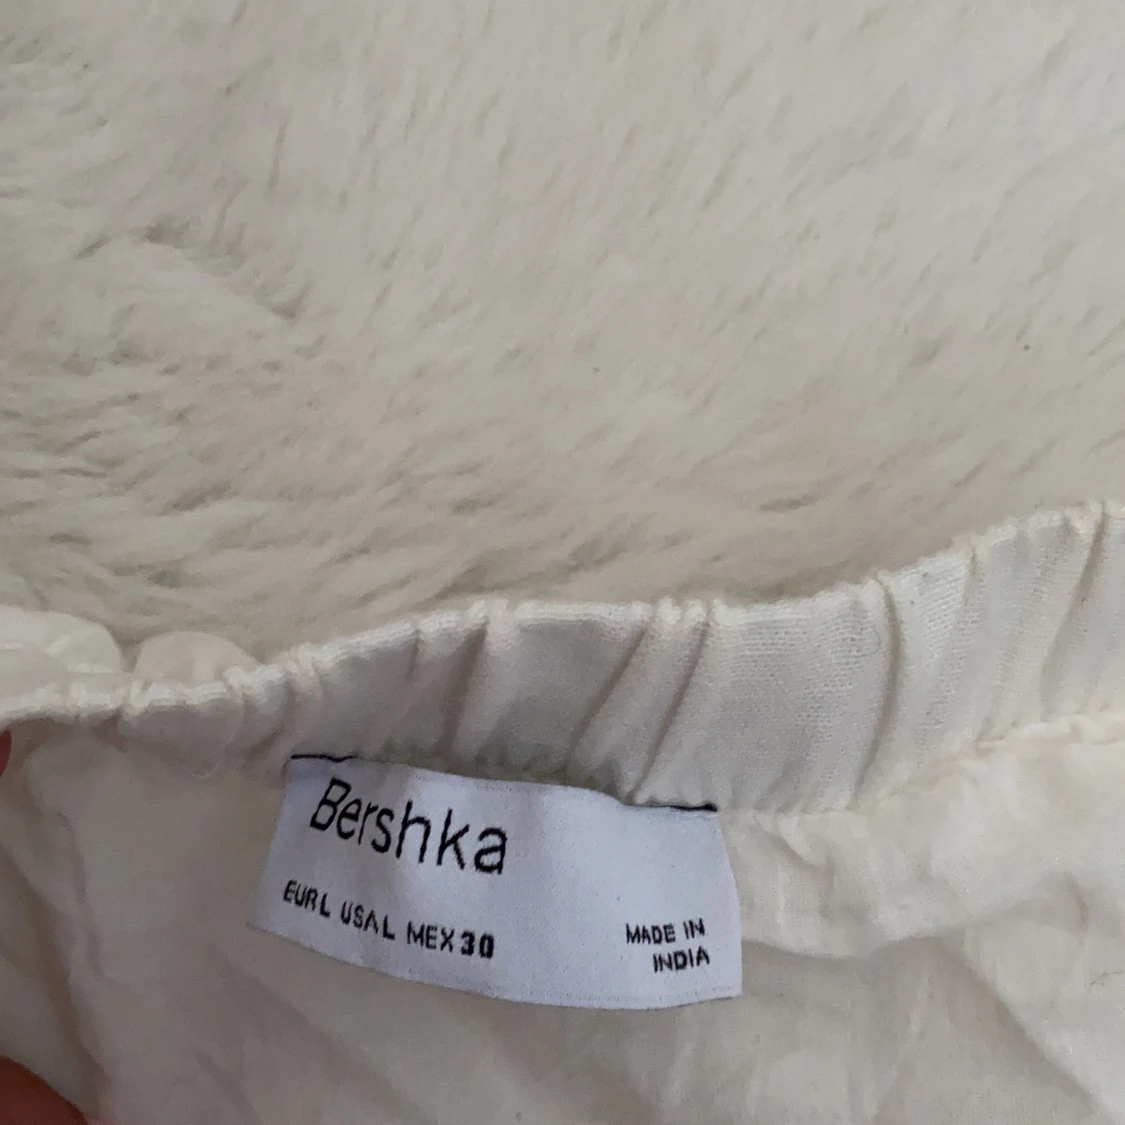 Bershka
EUR L USA L MEX 30
MADE IN
INDIA